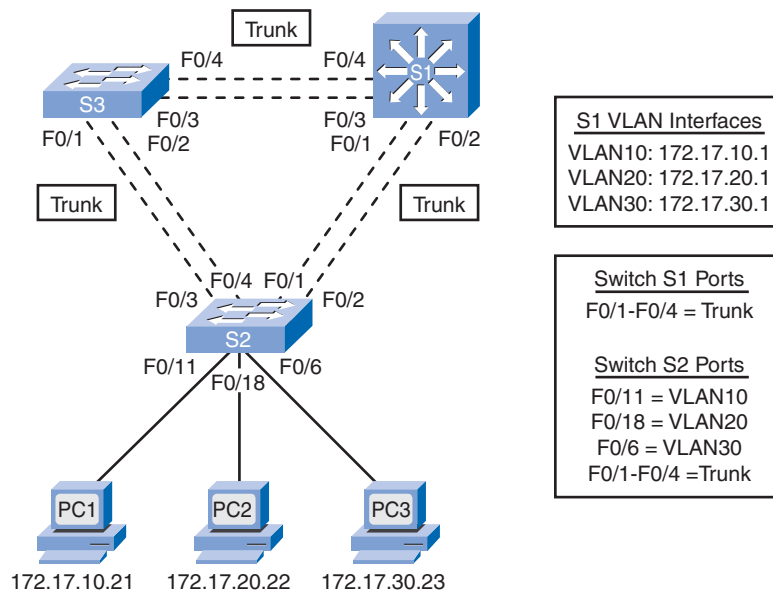 Trunk
F0/4
F0/4
S1
S3
F0/3
F0/3
F0/1
F0/2
F0/1
F0/2
Trunk
Trunk
F0/4
F0/1
F0/3
F0/2
S2
F0/11
F0/6
F0/18
PC1
PC2
PC3
172.17.10.21
172.17.20.22
172.17.30.23
S1 VLAN Interfaces
VLAN10: 172.17.10.1
VLAN20: 172.17.20.1
VLAN30: 172.17.30.1
Switch S1 Ports
F0/1-F0/4 = Trunk
Switch S2 Ports
F0/11 = VLAN10
F0/18 = VLAN20
F0/6 = VLAN30
F0/1-F0/4 =Trunk